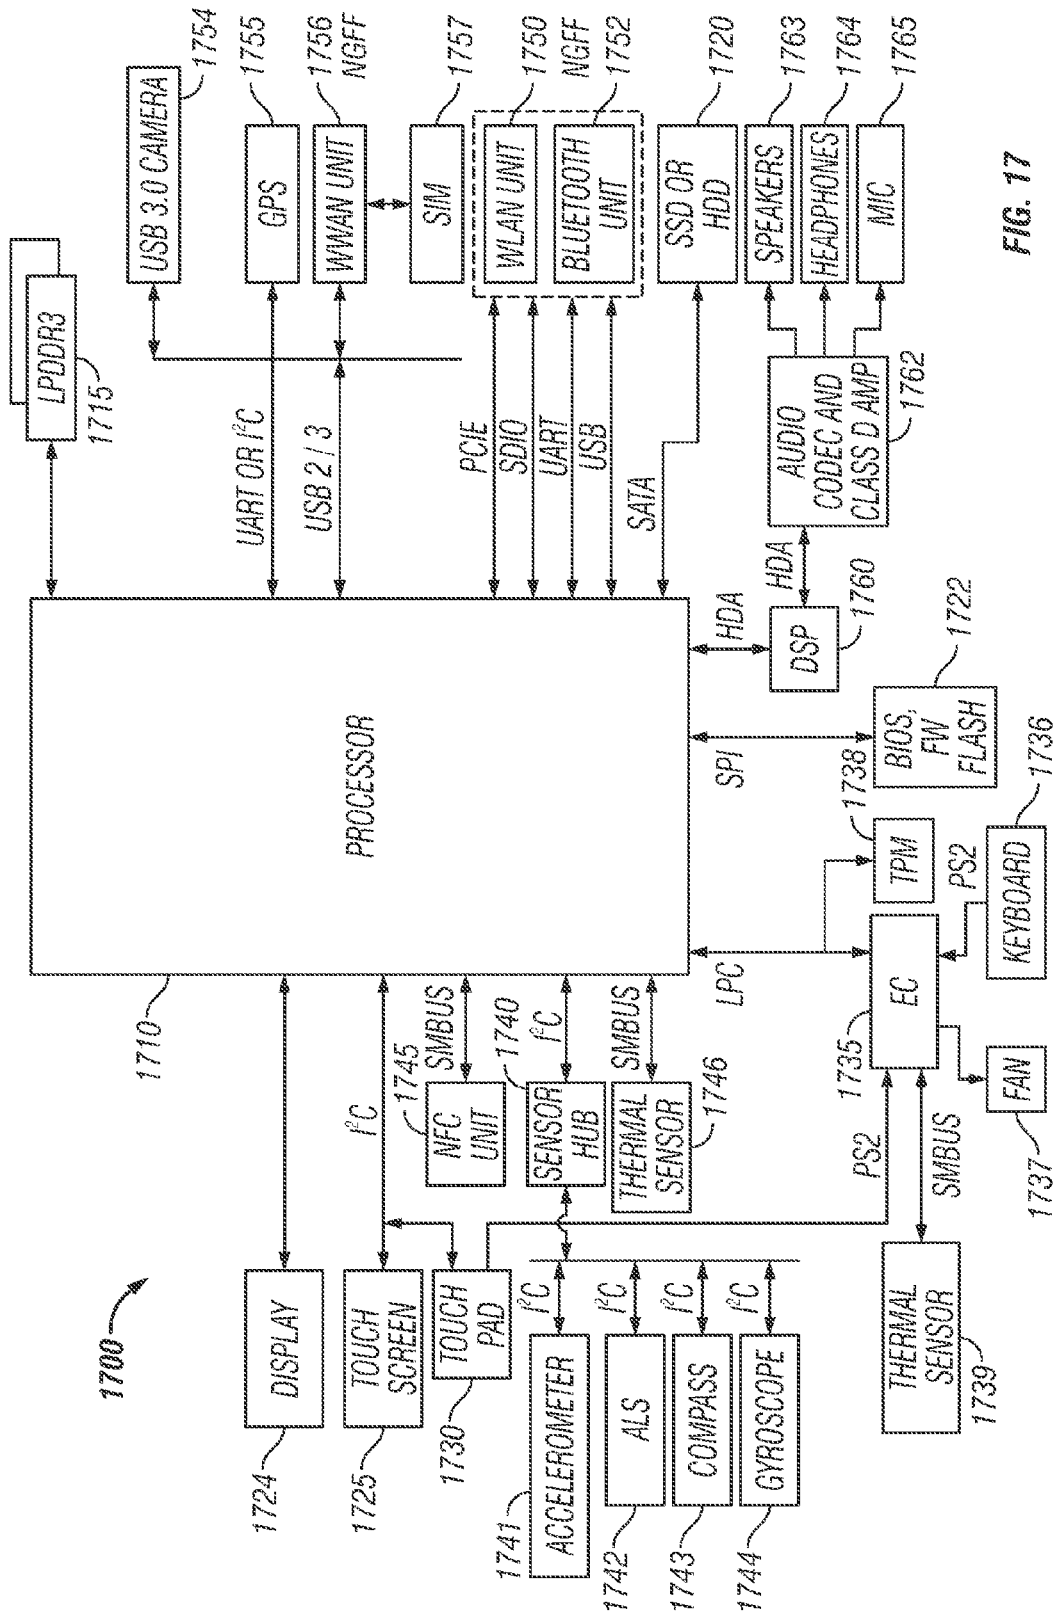 1700
DISPLAY
1724
TOUCH
SCREEN
1725
TOUCH
PAD
1730
ACCELEROMETER
1741
ALS
1742
COMPASS
1743
GYROSCOPE
1744
I²C
I²C
I²C
I²C
THERMAL
SENSOR
1739
I²C
NFC
UNIT
1745
SMBUS
SENSOR
HUB
1740
I²C
THERMAL
SENSOR
1746
SMBUS
PS2
SMBUS
FAN
1737
EC
1735
LPC
KEYBOARD
1736
PS2
TPM
1738
PROCESSOR
1710
SPI
BIOS,
FW
FLASH
1722
HDA
DSP
1760
HDA
AUDIO
CODEC AND
CLASS D AMP
1762
LPDDR3
1715
UART OR I²C
USB 2 / 3
PCIE
SDIO
UART
USB
SATA
USB 3.0 CAMERA
1754
GPS
1755
WWAN UNIT
1756
NGFF
SIM
1757
WLAN UNIT
1750
NGFF
BLUETOOTH
UNIT
1752
SSD OR
HDD
1720
SPEAKERS
1763
HEADPHONES
1764
MIC
1765
FIG. 17